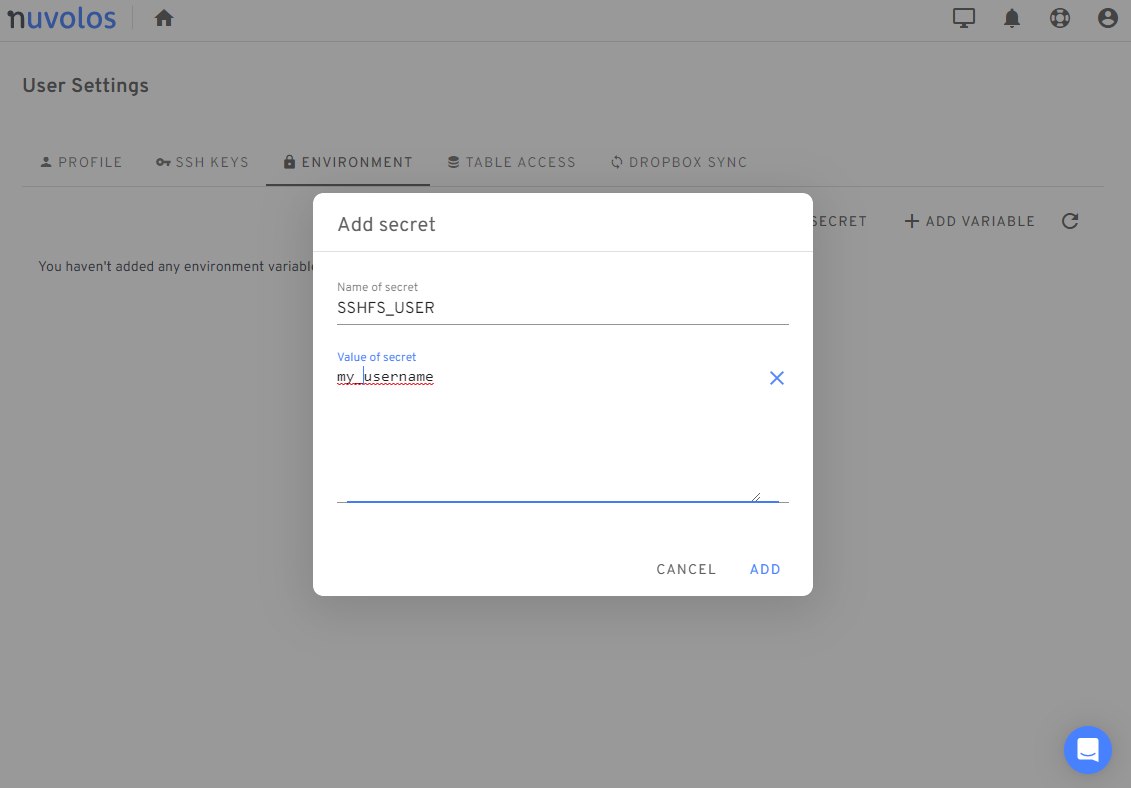 nuvolos
User Settings
PROFILE SSH KEYS ENVIRONMENT TABLE ACCESS DROPBOX SYNC
SECRET ADD VARIABLE
You haven't added any environment variable
Add secret
Name of secret
SSHFS_USER
Value of secret
my_username
CANCEL ADD